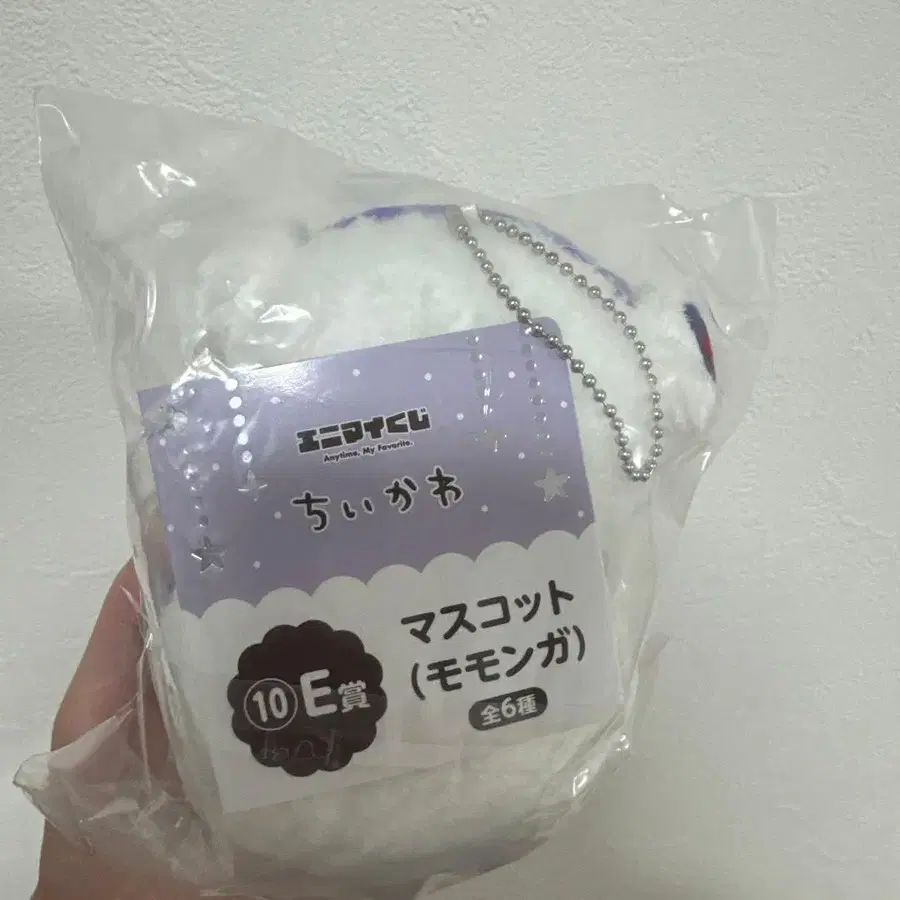 エニマイくじ
Anytime, My Favorite.
ちいかわ
マスコット
(モモンガ)
全6種
⑩E賞